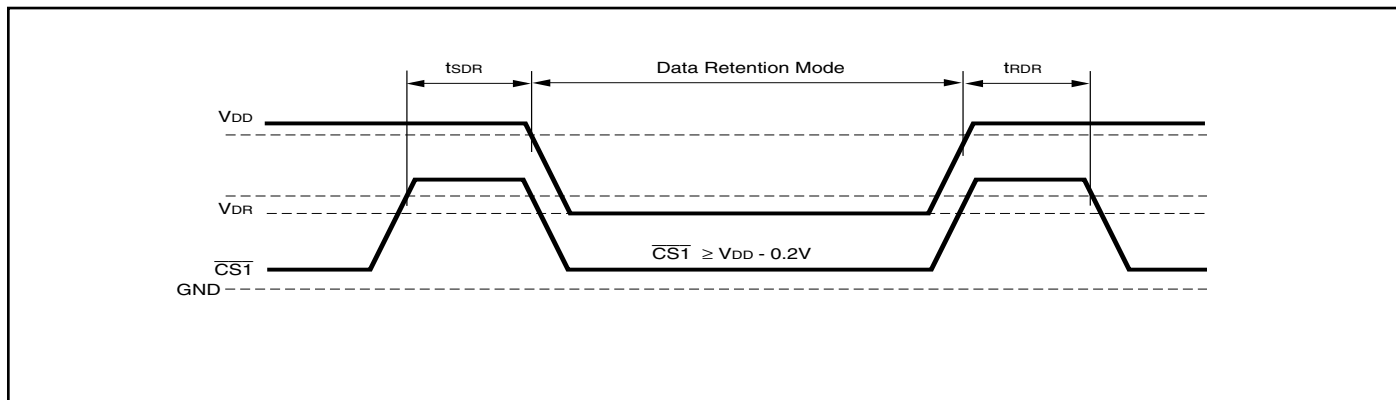 tSDR Data Retention Mode tRDR
VDD
VDR
CS1 ≥ VDD - 0.2V
CS1
GND